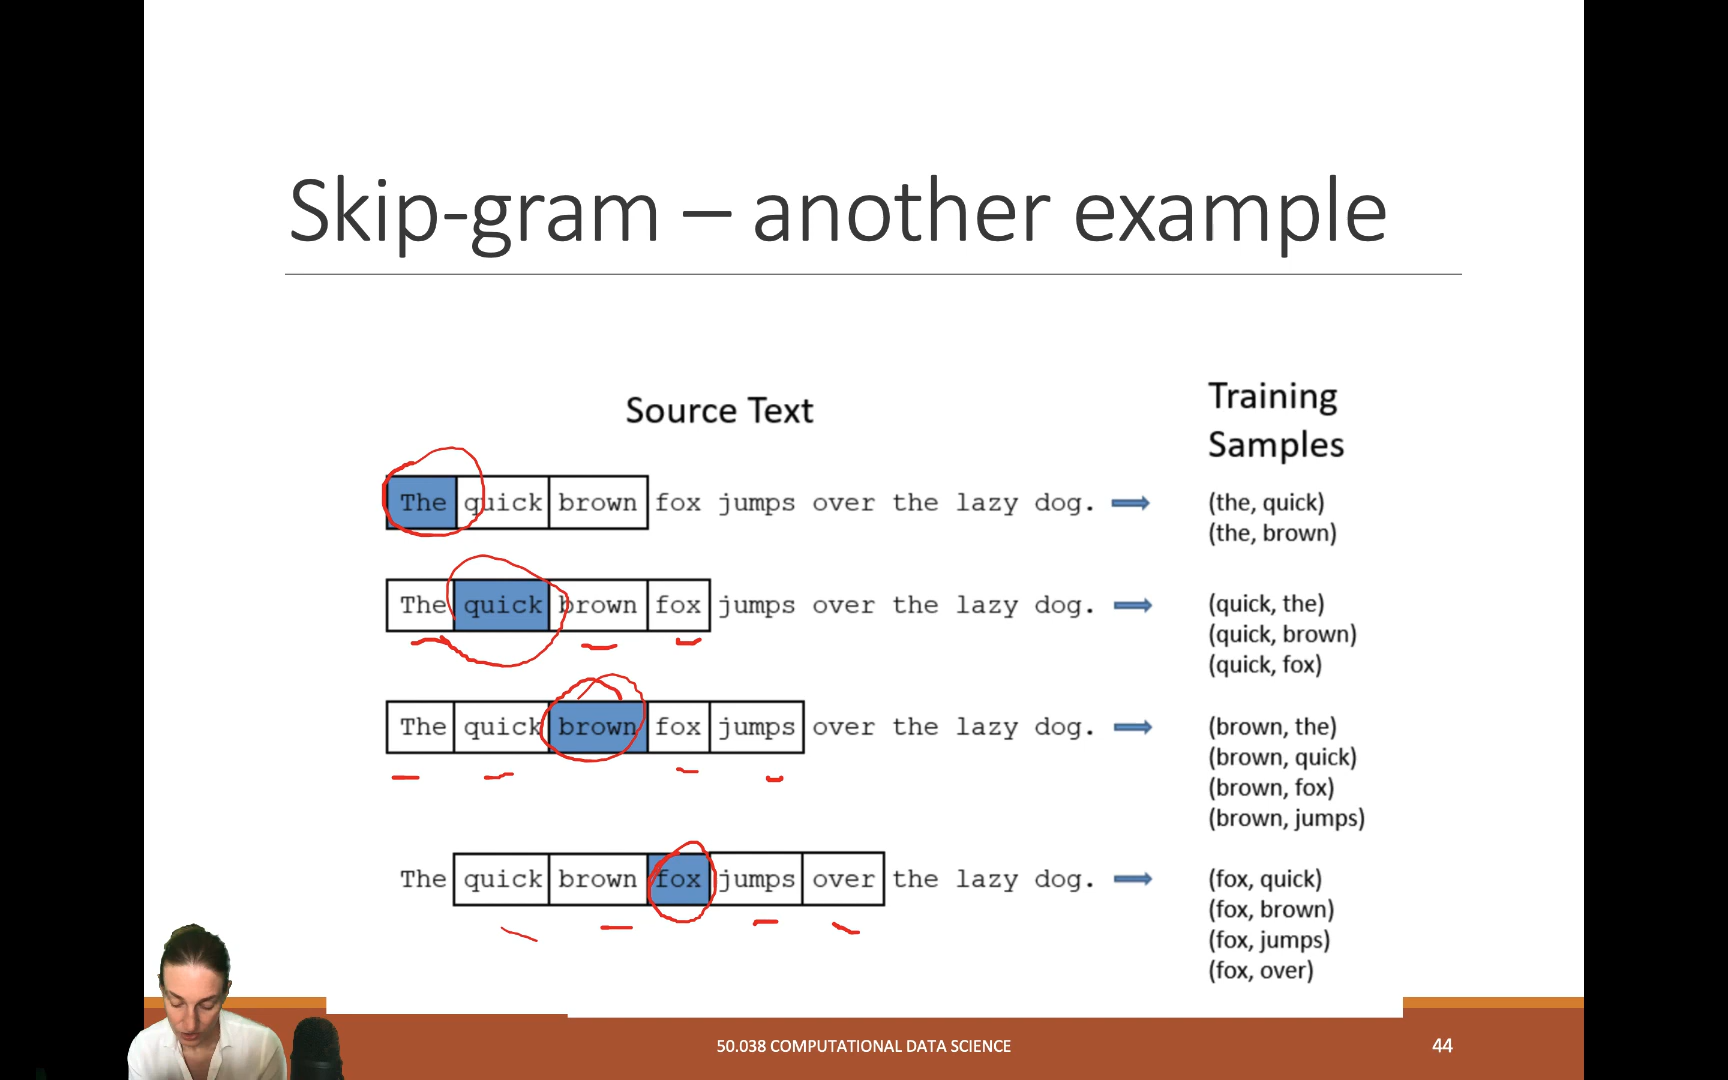 Skip-gram – another example
Source Text
Training
Samples
The quick brown fox jumps over the lazy dog.
(the, quick)
(the, brown)
The quick brown fox jumps over the lazy dog.
(quick, the)
(quick, brown)
(quick, fox)
The quick brown fox jumps over the lazy dog.
(brown, the)
(brown, quick)
(brown, fox)
(brown, jumps)
The quick brown fox jumps over the lazy dog.
(fox, quick)
(fox, brown)
(fox, jumps)
(fox, over)
50.038 COMPUTATIONAL DATA SCIENCE
44